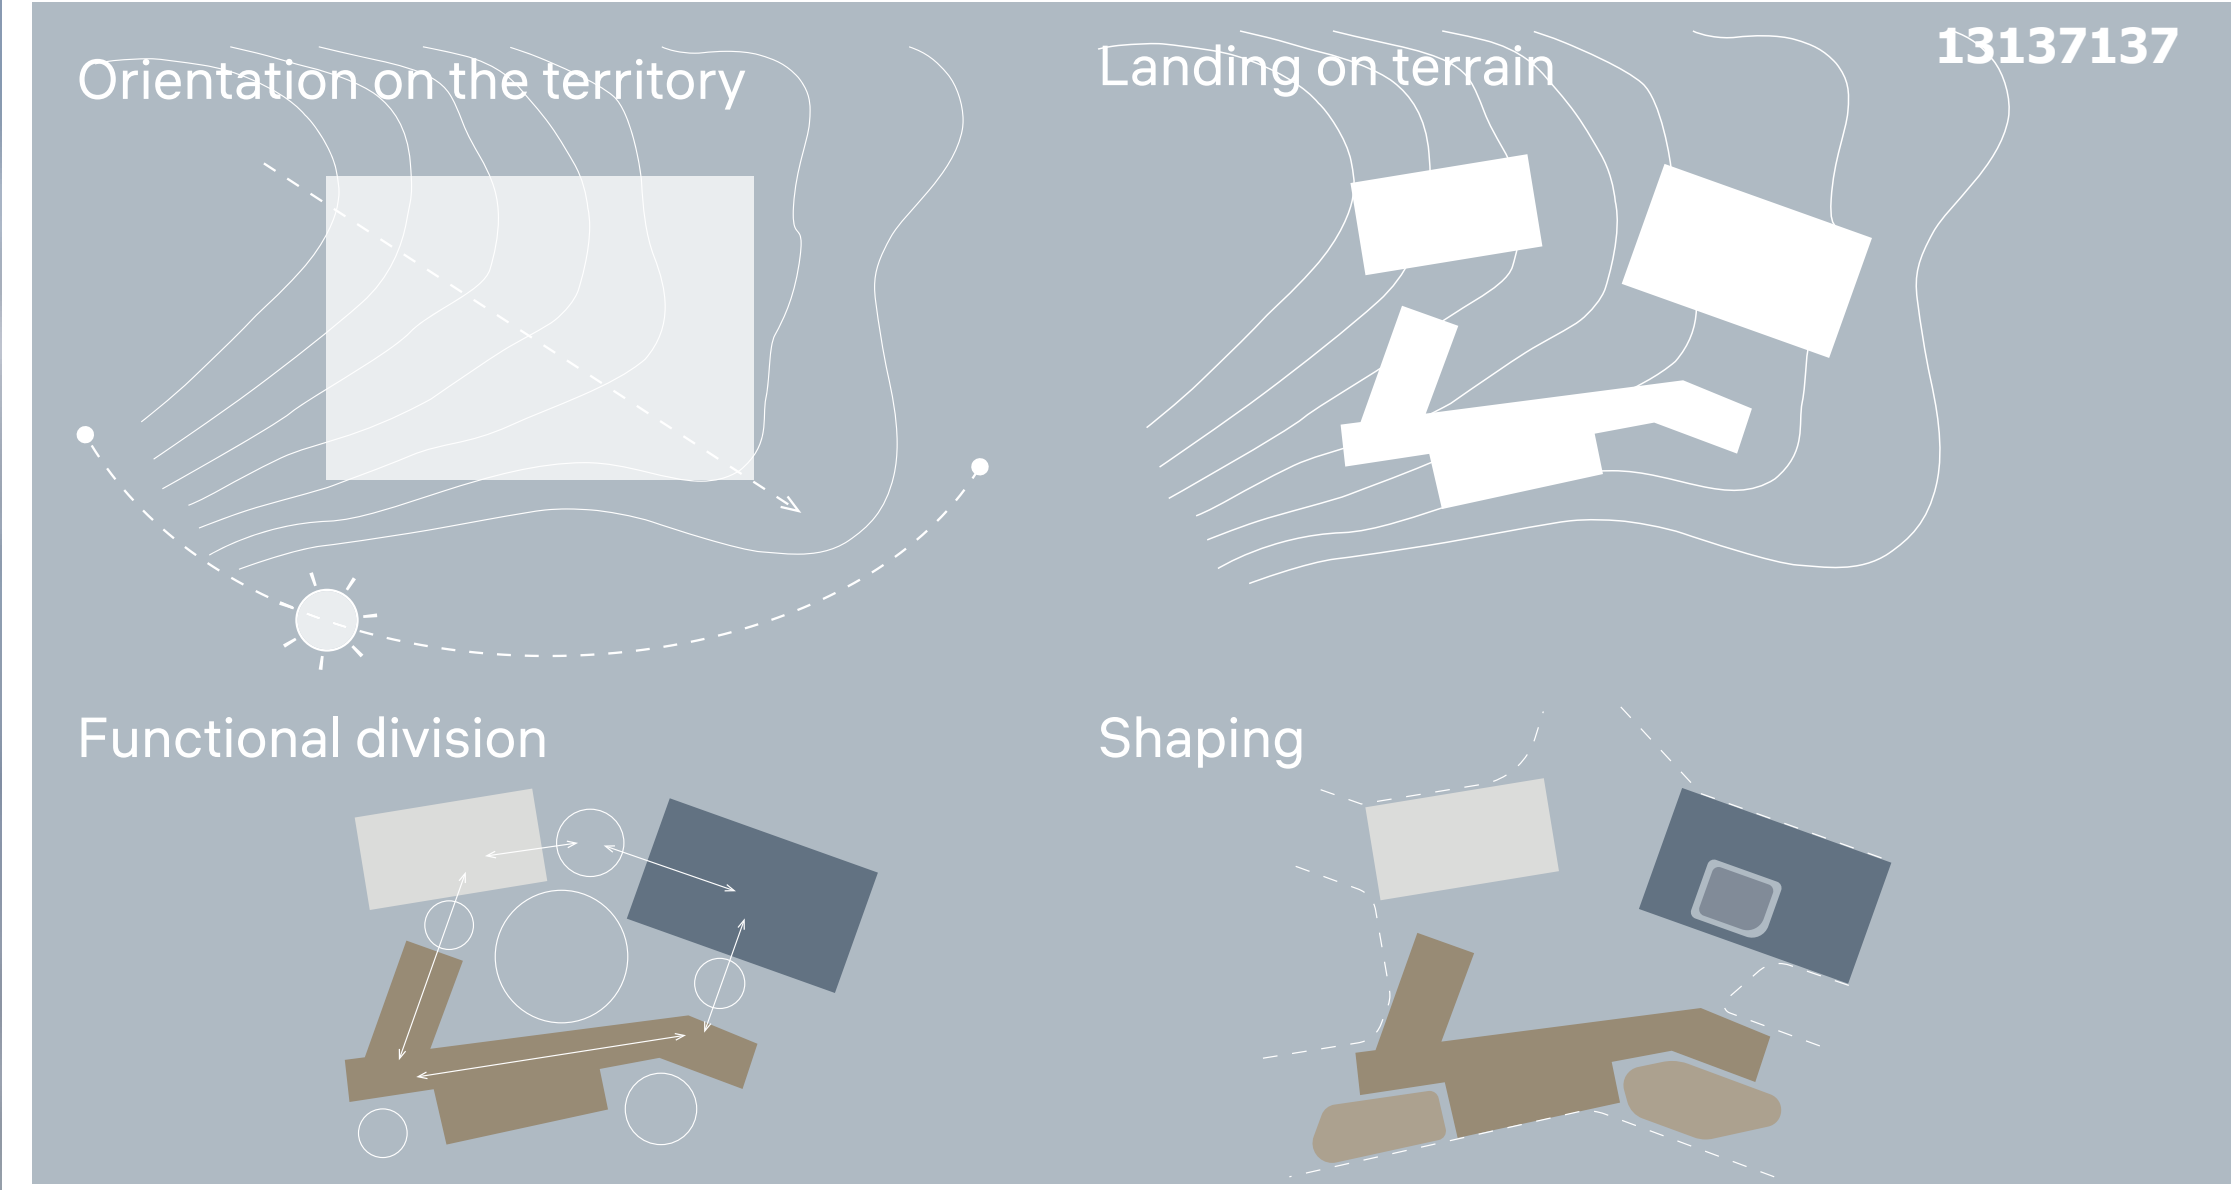 Orientation on the territory
Landing on terrain
13137137
Functional division
Shaping